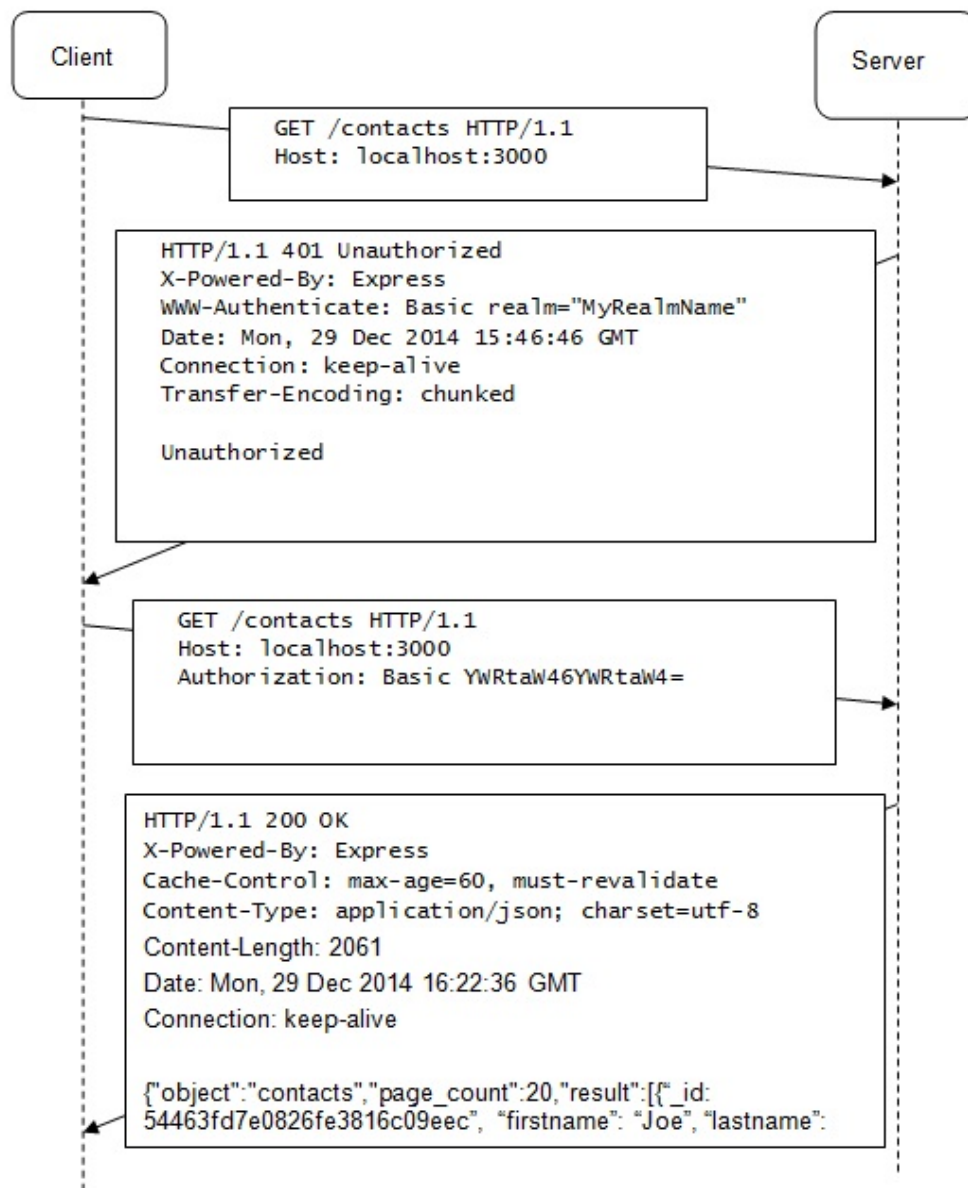 Client
Server
GET /contacts HTTP/1.1
Host: localhost:3000
HTTP/1.1 401 Unauthorized
X-Powered-By: Express
WWW-Authenticate: Basic realm="MyRealmName"
Date: Mon, 29 Dec 2014 15:46:46 GMT
Connection: keep-alive
Transfer-Encoding: chunked
Unauthorized
GET /contacts HTTP/1.1
Host: localhost:3000
Authorization: Basic YWRtaW46YWRtaW4=
HTTP/1.1 200 OK
X-Powered-By: Express
Cache-Control: max-age=60, must-revalidate
Content-Type: application/json; charset=utf-8
Content-Length: 2061
Date: Mon, 29 Dec 2014 16:22:36 GMT
Connection: keep-alive
{"object":"contacts","page_count":20,"result":[{“_id:
54463fd7e0826fe3816c09eec”, “firstname”: “Joe”, “lastname”: